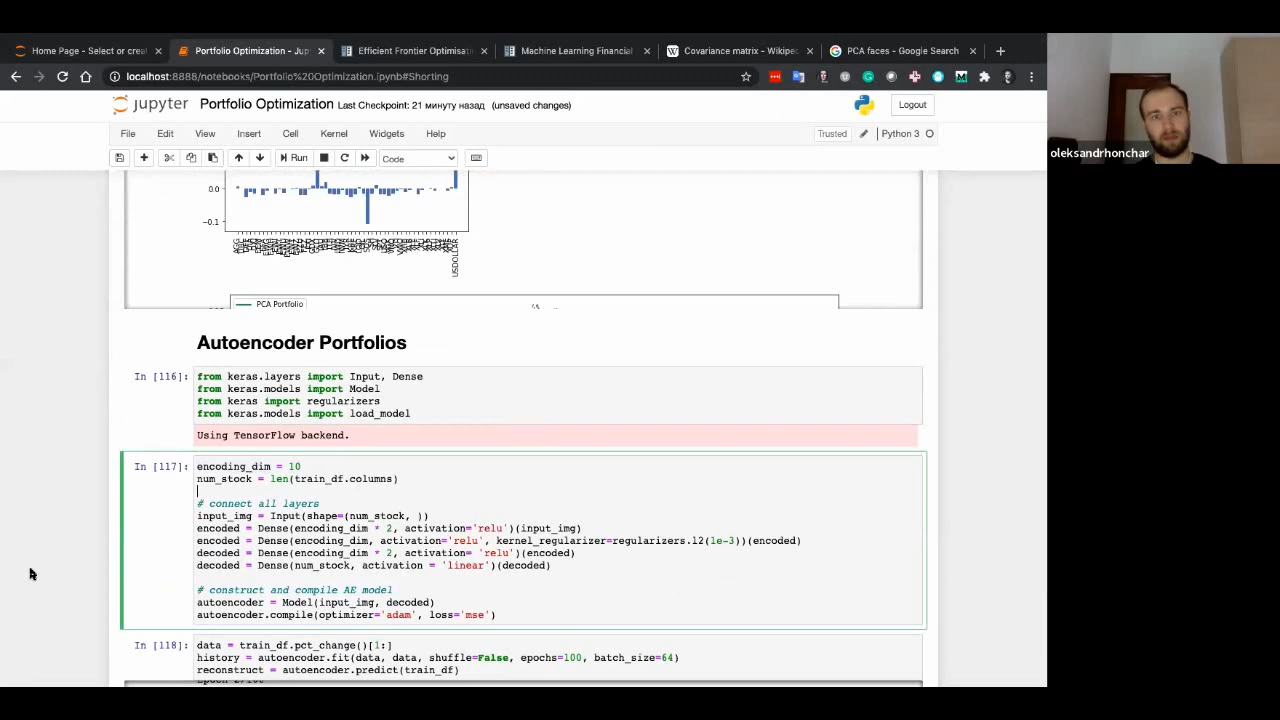 Home Page - Select or creat
Portfolio Optimization - Jup
Efficient Frontier Optimisat
Machine Learning Financial
Covariance matrix - Wikiped
PCA faces - Google Search
localhost:8888/notebooks/Portfolio%20Optimization.ipynb#Shorting
jupyter Portfolio Optimization Last Checkpoint: 21 минуту назад (unsaved changes)
Logout
File Edit View Insert Cell Kernel Widgets Help
Trusted Python 3
Run Code
oleksandrhonchar
0.0
−0.1
USDOLLAR
PCA Portfolio
Autoencoder Portfolios
In [116]: from keras.layers import Input, Dense
from keras.models import Model
from keras import regularizers
from keras.models import load_model
Using TensorFlow backend.
In [117]: encoding_dim = 10
num_stock = len(train_df.columns)
# connect all layers
input_img = Input(shape=(num_stock, ))
encoded = Dense(encoding_dim * 2, activation='relu')(input_img)
encoded = Dense(encoding_dim, activation='relu', kernel_regularizer=regularizers.l2(1e-3))(encoded)
decoded = Dense(encoding_dim * 2, activation= 'relu')(encoded)
decoded = Dense(num_stock, activation = 'linear')(decoded)
# construct and compile AE model
autoencoder = Model(input_img, decoded)
autoencoder.compile(optimizer='adam', loss='mse')
In [118]: data = train_df.pct_change()[1:]
history = autoencoder.fit(data, data, shuffle=False, epochs=100, batch_size=64)
reconstruct = autoencoder.predict(train_df)